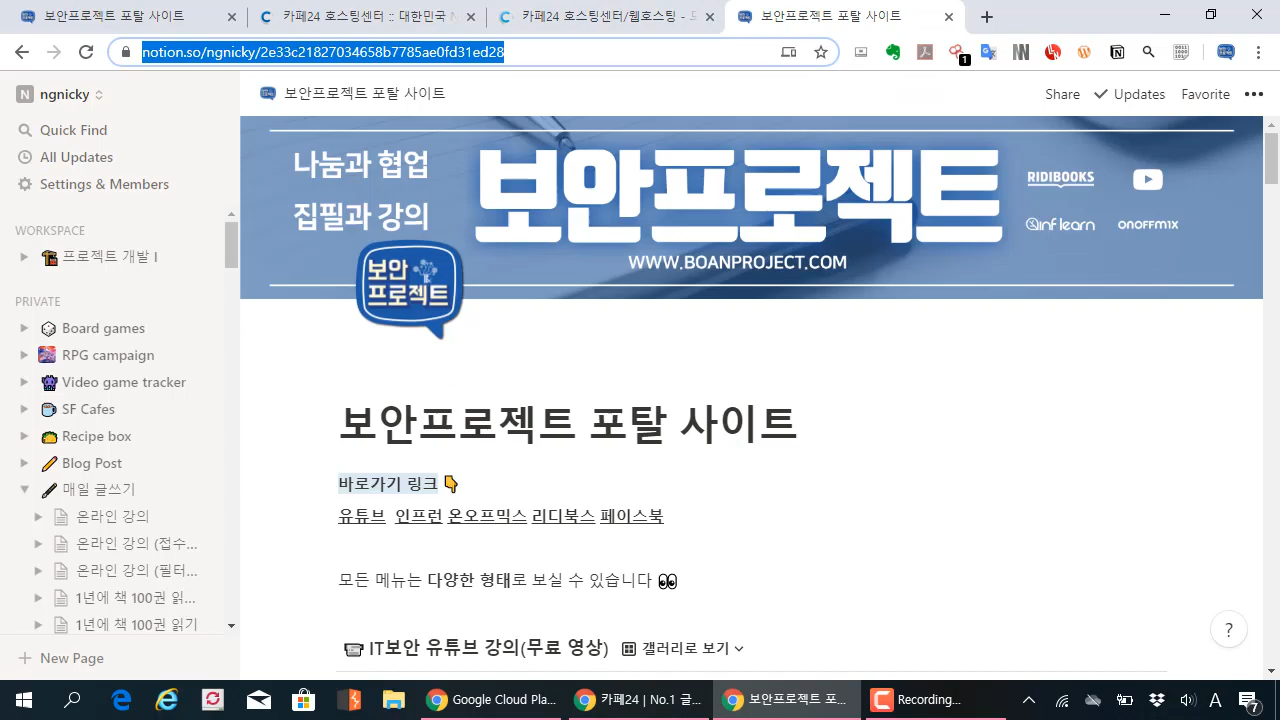 보안프로젝트 포탈 사이트
카페24 호스팅센터 :: 대한민국 N
카페24 호스팅센터/웹호스팅 - 도
보안프로젝트 포탈 사이트
notion.so/ngnicky/2e33c21827034658b7785ae0fd31ed28
1
N ngnicky
보안프로젝트 포탈 사이트
Share
Updates
Favorite
Quick Find
All Updates
Settings & Members
WORKSPACE
프로젝트 개발 I
PRIVATE
Board games
RPG campaign
Video game tracker
SF Cafes
Recipe box
Blog Post
매일 글쓰기
온라인 강의
온라인 강의 (접수...
온라인 강의 (필터...
1년에 책 100권 읽...
1년에 책 100권 읽기
New Page
나눔과 협업
집필과 강의
보안프로젝트
WWW.BOANPROJECT.COM
RIDIBOOKS
inflearn
ONOFFM1X
보안
프로젝트
보안프로젝트 포탈 사이트
바로가기 링크
유튜브 인프런 온오프믹스 리디북스 페이스북
모든 메뉴는 다양한 형태로 보실 수 있습니다
IT보안 유튜브 강의(무료 영상)
갤러리로 보기
?
Google Cloud Pla...
카페24 | No.1 글...
보안프로젝트 포...
Recording...
A
7